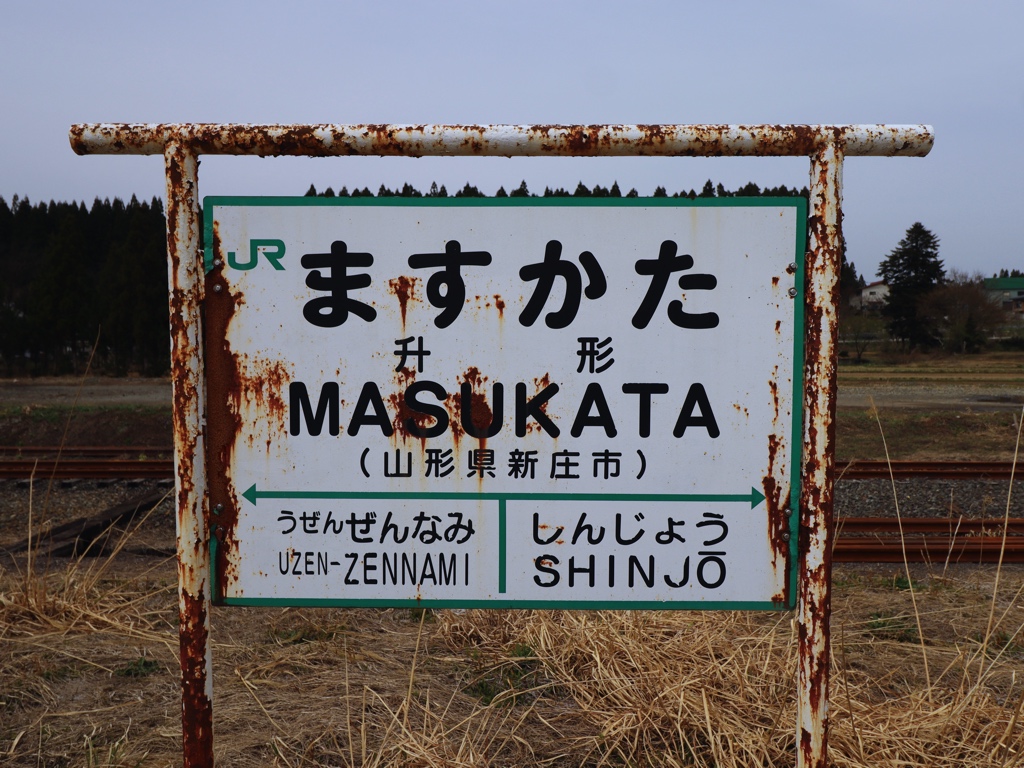 JR
ますかた
升 形
MASUKATA
(山形県新庄市)
うぜんぜんなみ しんじょう
UZEN-ZENNAMI SHINJŌ